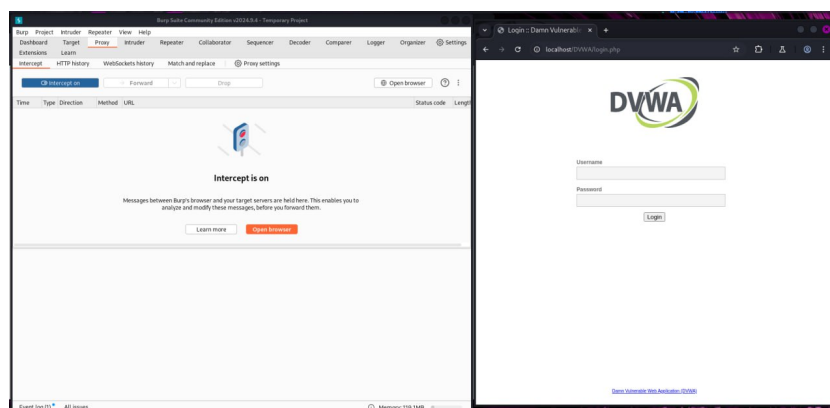 Burp Suite Community Edition v2024.9.4 - Temporary Project
Burp Project Intruder Repeater View Help
Dashboard Target Proxy Intruder Repeater Collaborator Sequencer Decoder Comparer Logger Organizer Settings
Extensions Learn
Intercept HTTP history WebSockets history Match and replace Proxy settings
Intercept on Forward Drop Open browser
Time Type Direction Method URL Status code Length
Intercept is on
Messages between Burp's browser and your target servers are held here. This enables you to
analyze and modify these messages, before you forward them.
Learn more Open browser
Event log (1) All issues Memory: 119.1MB
Login :: Damn Vulnerable
localhost/DVWA/login.php
DVWA
Username
Password
Login
Damn Vulnerable Web Application (DVWA)